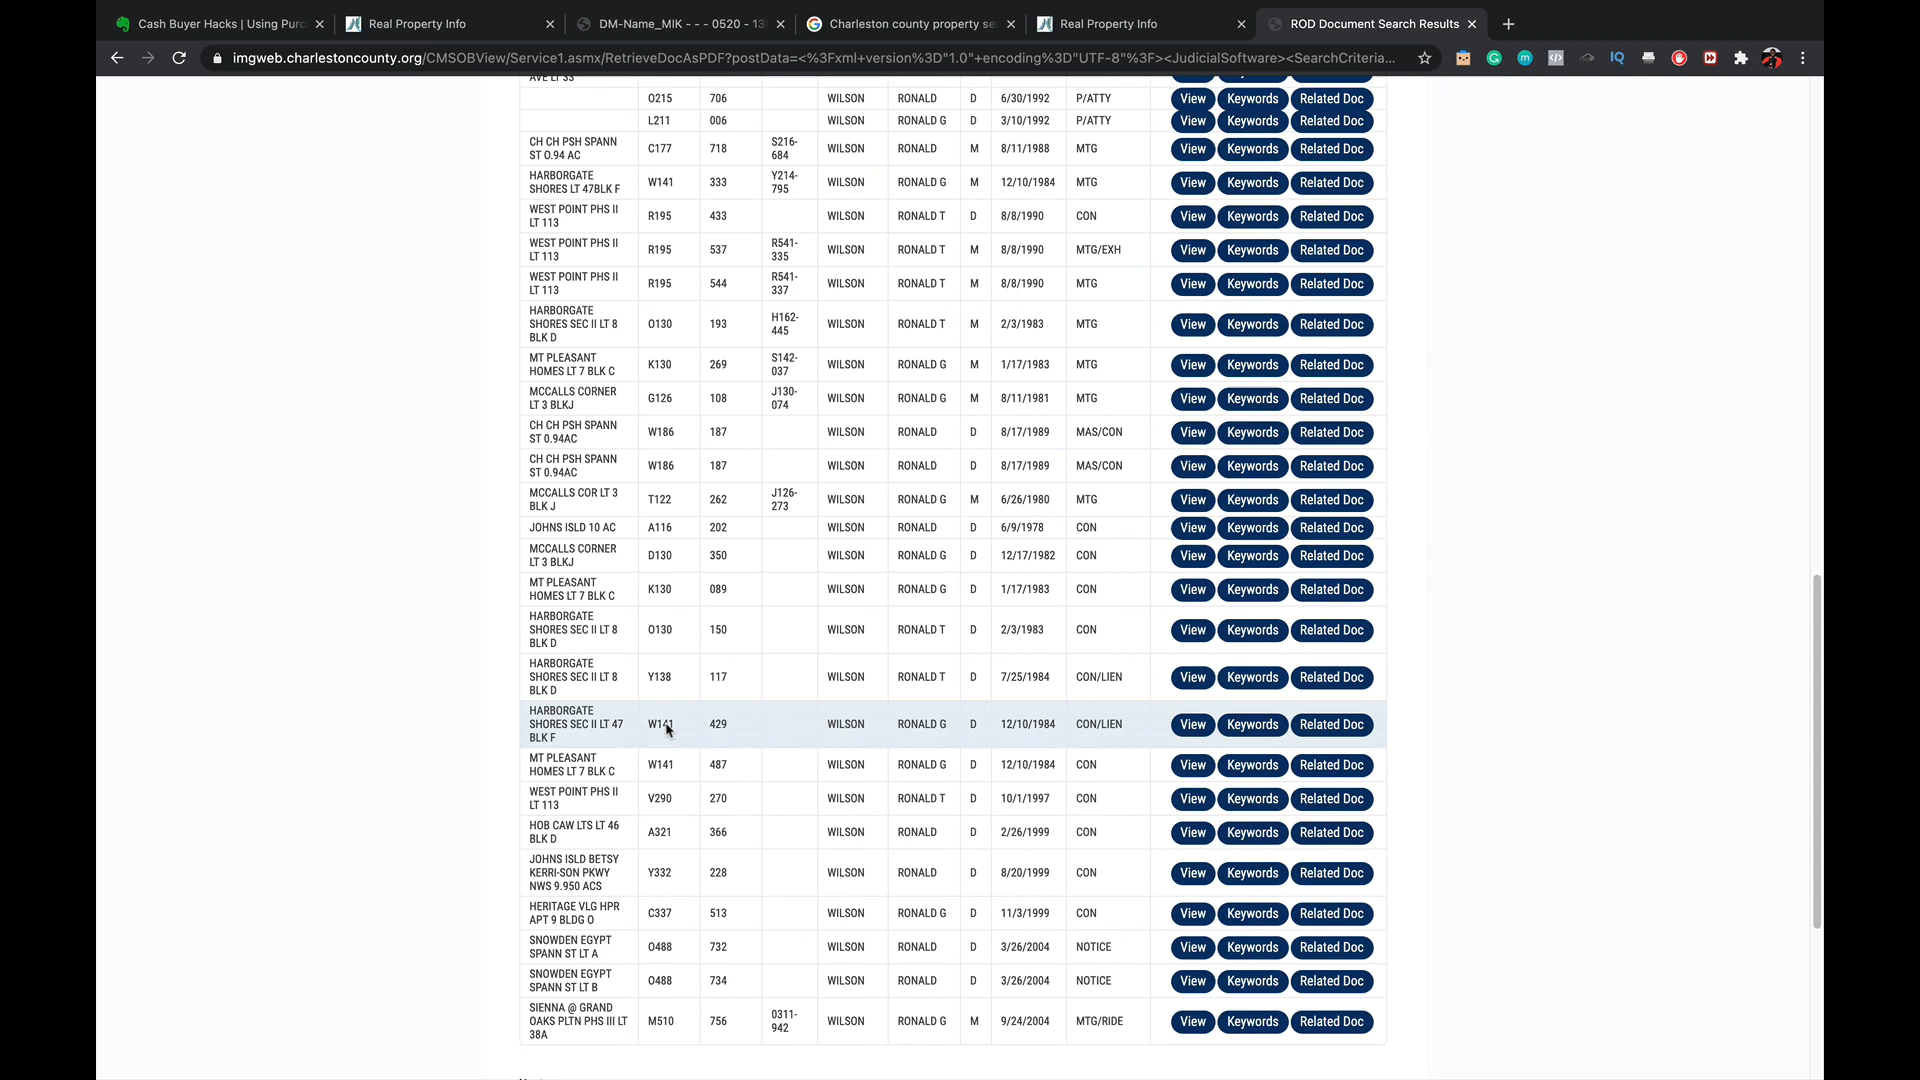 Cash Buyer Hacks | Using Purc
Real Property Info
DM-Name_MIK - - - 0520 - 13
Charleston county property se
Real Property Info
ROD Document Search Results
imgweb.charlestoncounty.org/CMSOBView/Service1.asmx/RetrieveDocAsPDF?postData=<%3Fxml+version%3D"1.0"+encoding%3D"UTF-8"%3F><JudicialSoftware><SearchCriteria...
AVE LT 33
O215 706 WILSON RONALD D 6/30/1992 P/ATTY View Keywords Related Doc
L211 006 WILSON RONALD G D 3/10/1992 P/ATTY View Keywords Related Doc
CH CH PSH SPANN
ST O.94 AC C177 718 S216-
684 WILSON RONALD M 8/11/1988 MTG View Keywords Related Doc
HARBORGATE
SHORES LT 47BLK F W141 333 Y214-
795 WILSON RONALD G M 12/10/1984 MTG View Keywords Related Doc
WEST POINT PHS II
LT 113 R195 433 WILSON RONALD T D 8/8/1990 CON View Keywords Related Doc
WEST POINT PHS II
LT 113 R195 537 R541-
335 WILSON RONALD T M 8/8/1990 MTG/EXH View Keywords Related Doc
WEST POINT PHS II
LT 113 R195 544 R541-
337 WILSON RONALD T M 8/8/1990 MTG View Keywords Related Doc
HARBORGATE
SHORES SEC II LT 8
BLK D O130 193 H162-
445 WILSON RONALD T M 2/3/1983 MTG View Keywords Related Doc
MT PLEASANT
HOMES LT 7 BLK C K130 269 S142-
037 WILSON RONALD G M 1/17/1983 MTG View Keywords Related Doc
MCCALLS CORNER
LT 3 BLKJ G126 108 J130-
074 WILSON RONALD G M 8/11/1981 MTG View Keywords Related Doc
CH CH PSH SPANN
ST 0.94AC W186 187 WILSON RONALD D 8/17/1989 MAS/CON View Keywords Related Doc
CH CH PSH SPANN
ST 0.94AC W186 187 WILSON RONALD D 8/17/1989 MAS/CON View Keywords Related Doc
MCCALLS COR LT 3
BLK J T122 262 J126-
273 WILSON RONALD G M 6/26/1980 MTG View Keywords Related Doc
JOHNS ISLD 10 AC A116 202 WILSON RONALD D 6/9/1978 CON View Keywords Related Doc
MCCALLS CORNER
LT 3 BLKJ D130 350 WILSON RONALD G D 12/17/1982 CON View Keywords Related Doc
MT PLEASANT
HOMES LT 7 BLK C K130 089 WILSON RONALD G D 1/17/1983 CON View Keywords Related Doc
HARBORGATE
SHORES SEC II LT 8
BLK D O130 150 WILSON RONALD T D 2/3/1983 CON View Keywords Related Doc
HARBORGATE
SHORES SEC II LT 8
BLK D Y138 117 WILSON RONALD T D 7/25/1984 CON/LIEN View Keywords Related Doc
HARBORGATE
SHORES SEC II LT 47
BLK F W141 429 WILSON RONALD G D 12/10/1984 CON/LIEN View Keywords Related Doc
MT PLEASANT
HOMES LT 7 BLK C W141 487 WILSON RONALD G D 12/10/1984 CON View Keywords Related Doc
WEST POINT PHS II
LT 113 V290 270 WILSON RONALD T D 10/1/1997 CON View Keywords Related Doc
HOB CAW LTS LT 46
BLK D A321 366 WILSON RONALD D 2/26/1999 CON View Keywords Related Doc
JOHNS ISLD BETSY
KERRI-SON PKWY
NWS 9.950 ACS Y332 228 WILSON RONALD D 8/20/1999 CON View Keywords Related Doc
HERITAGE VLG HPR
APT 9 BLDG O C337 513 WILSON RONALD G D 11/3/1999 CON View Keywords Related Doc
SNOWDEN EGYPT
SPANN ST LT A O488 732 WILSON RONALD D 3/26/2004 NOTICE View Keywords Related Doc
SNOWDEN EGYPT
SPANN ST LT B O488 734 WILSON RONALD D 3/26/2004 NOTICE View Keywords Related Doc
SIENNA @ GRAND
OAKS PLTN PHS III LT
38A M510 756 0311-
942 WILSON RONALD G M 9/24/2004 MTG/RIDE View Keywords Related Doc